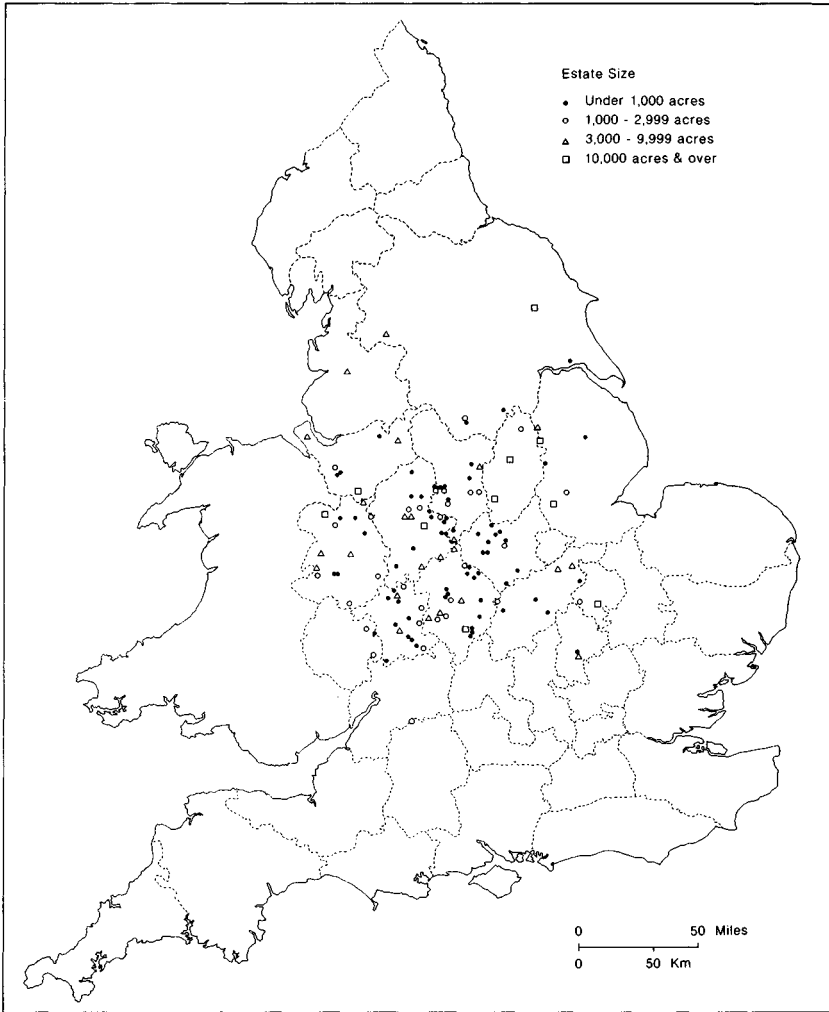 Estate Size
Under 1,000 acres
1,000 - 2,999 acres
3,000 - 9,999 acres
10,000 acres & over
0 50 Miles
0 50 Km